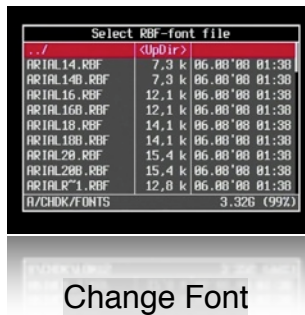 Select RBF-font file
../ <UpDir>
ARIAL14.RBF 7,3 k 06.08'08 01:38
ARIAL14B.RBF 7,3 k 06.08'08 01:38
ARIAL16.RBF 12,1 k 06.08'08 01:38
ARIAL16B.RBF 12,1 k 06.08'08 01:38
ARIAL18.RBF 14,1 k 06.08'08 01:38
ARIAL18B.RBF 14,1 k 06.08'08 01:38
ARIAL20.RBF 15,4 k 06.08'08 01:38
ARIAL20B.RBF 15,4 k 06.08'08 01:38
ARIALR~1.RBF 12,8 k 06.08'08 01:38
A/CHDK/FONTS 3.32G (99%)
Change Font